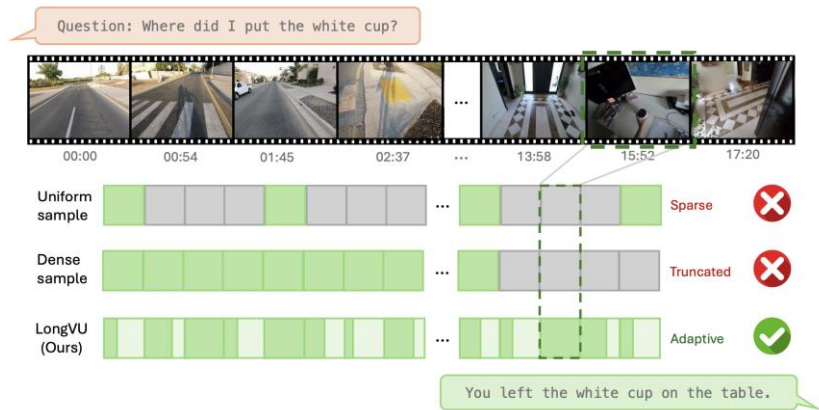 Question: Where did I put the white cup?
...
00:00 00:54 01:45 02:37 ... 13:58 15:52 17:20
Uniform
sample
...
Sparse
Dense
sample
...
Truncated
LongVU
(Ours)
...
Adaptive
You left the white cup on the table.